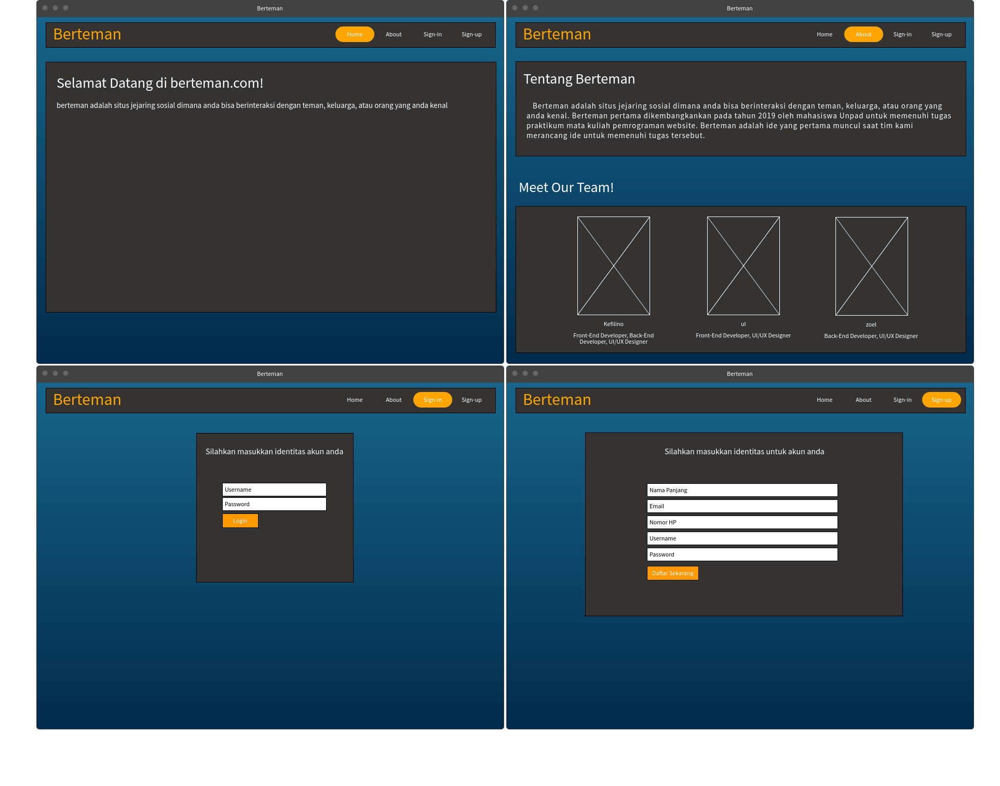 Berteman
Berteman
Home About Sign-in Sign-up
Selamat Datang di berteman.com!
berteman adalah situs jejaring sosial dimana anda bisa berinteraksi dengan teman, keluarga, atau orang yang anda kenal
Berteman
Berteman
Home About Sign-in Sign-up
Tentang Berteman
Berteman adalah situs jejaring sosial dimana anda bisa berinteraksi dengan teman, keluarga, atau orang yang
anda kenal. Berteman pertama dikembangkankan pada tahun 2019 oleh mahasiswa Unpad untuk memenuhi tugas
praktikum mata kuliah pemrograman website. Berteman adalah ide yang pertama muncul saat tim kami
merancang ide untuk memenuhi tugas tersebut.
Meet Our Team!
Kefilino
Front-End Developer, Back-End
Developer, UI/UX Designer
ul
Front-End Developer, UI/UX Designer
zoel
Back-End Developer, UI/UX Designer
Berteman
Berteman
Home About Sign-in Sign-up
Silahkan masukkan identitas akun anda
Username
Password
Login
Berteman
Berteman
Home About Sign-in Sign-up
Silahkan masukkan identitas untuk akun anda
Nama Panjang
Email
Nomor HP
Username
Password
Daftar Sekarang